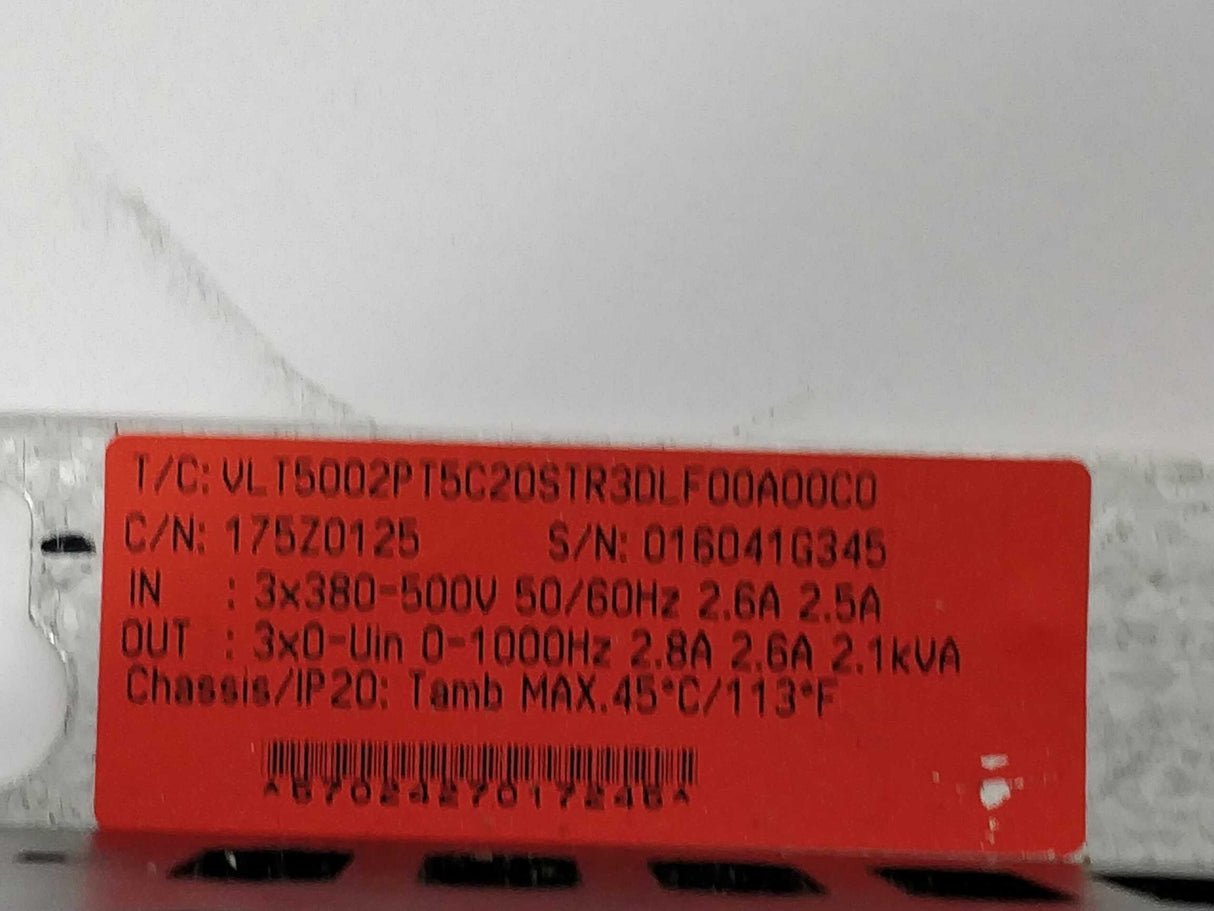 T/C: VLT5002PT5C20STR3DLF00A00C0
C/N: 175Z0125 S/N: 016041G345
IN : 3x380-500V 50/60Hz 2.6A 2.5A
OUT : 3x0-Uin 0-1000Hz 2.8A 2.6A 2.1kVA
Chassis/IP20: Tamb MAX.45°C/113°F
*5702427017246*